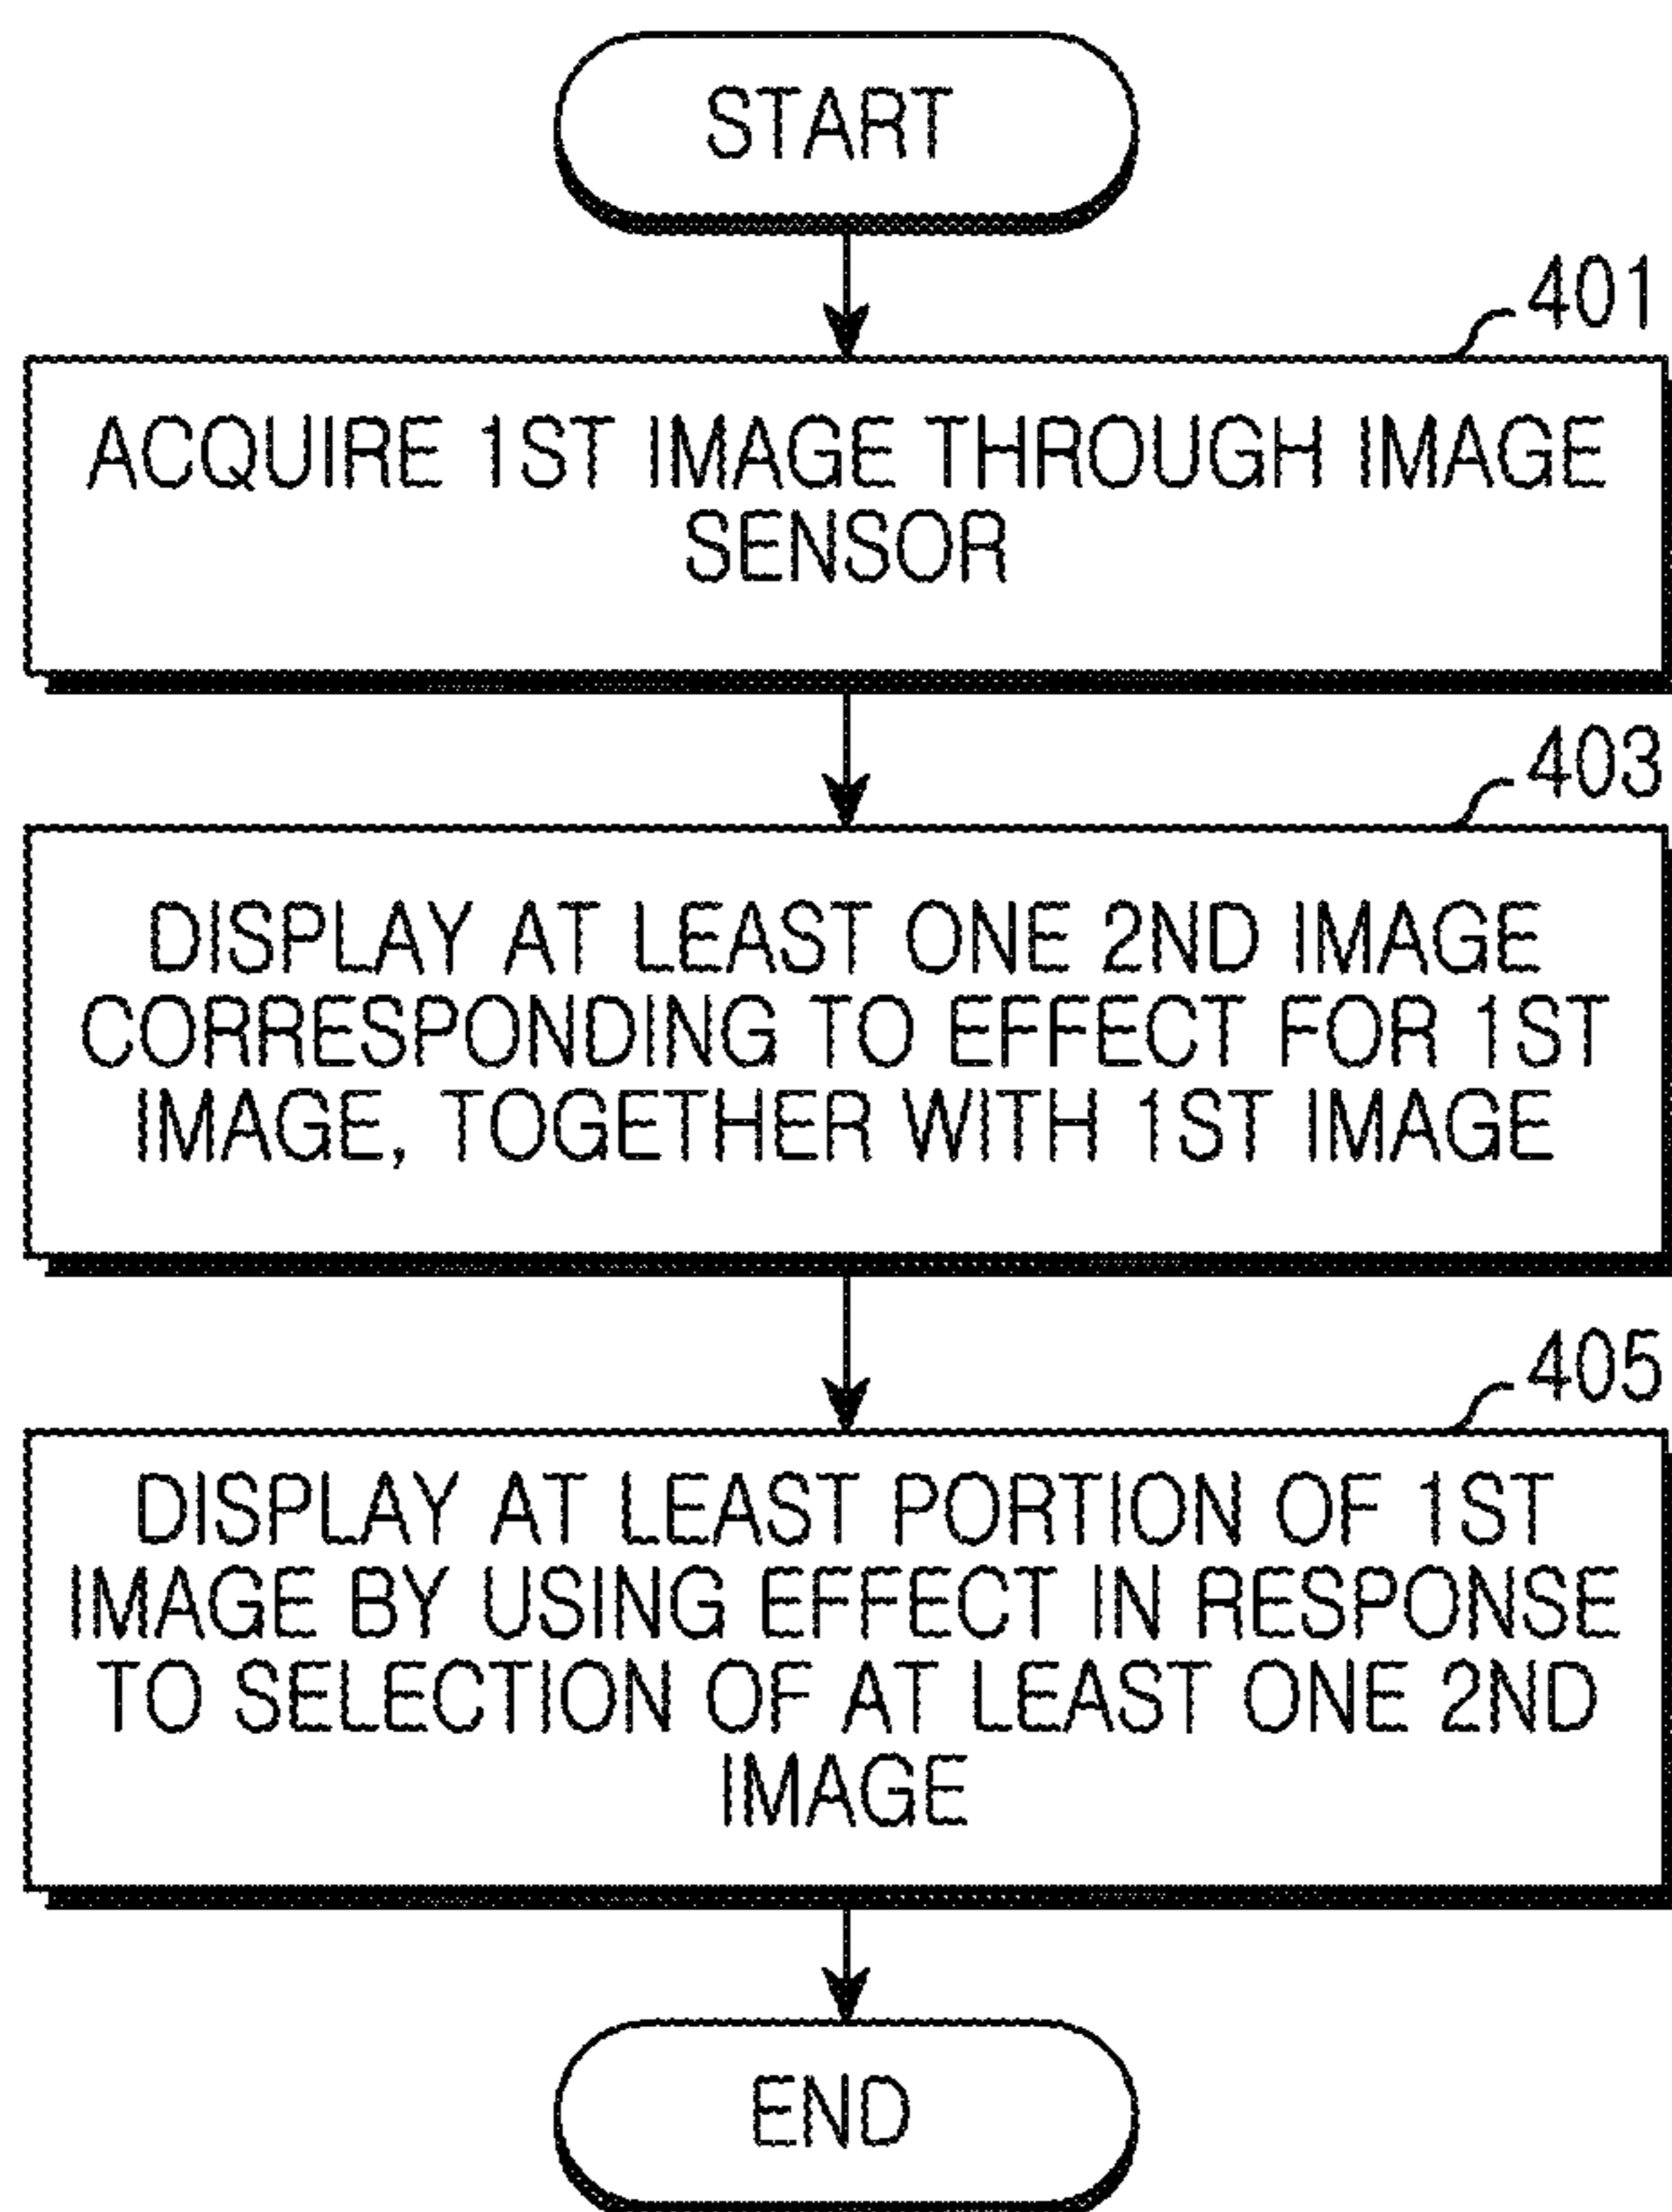 START
401
ACQUIRE 1ST IMAGE THROUGH IMAGE
SENSOR
403
DISPLAY AT LEAST ONE 2ND IMAGE
CORRESPONDING TO EFFECT FOR 1ST
IMAGE, TOGETHER WITH 1ST IMAGE
405
DISPLAY AT LEAST PORTION OF 1ST
IMAGE BY USING EFFECT IN RESPONSE
TO SELECTION OF AT LEAST ONE 2ND
IMAGE
END